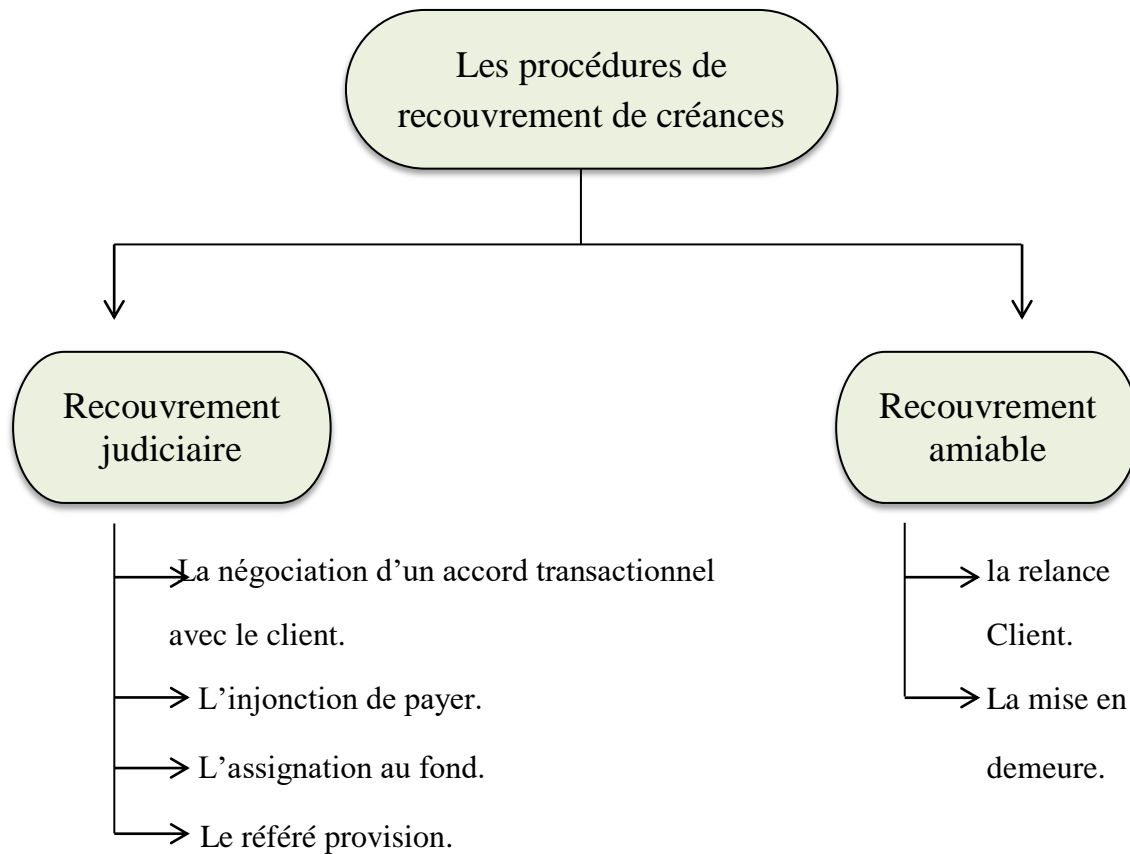 Les procédures de
recouvrement de créances
Recouvrement
judiciaire
La négociation d’un accord transactionnel
avec le client.
L’injonction de payer.
L’assignation au fond.
Le référé provision.
Recouvrement
amiable
la relance
Client.
La mise en
demeure.